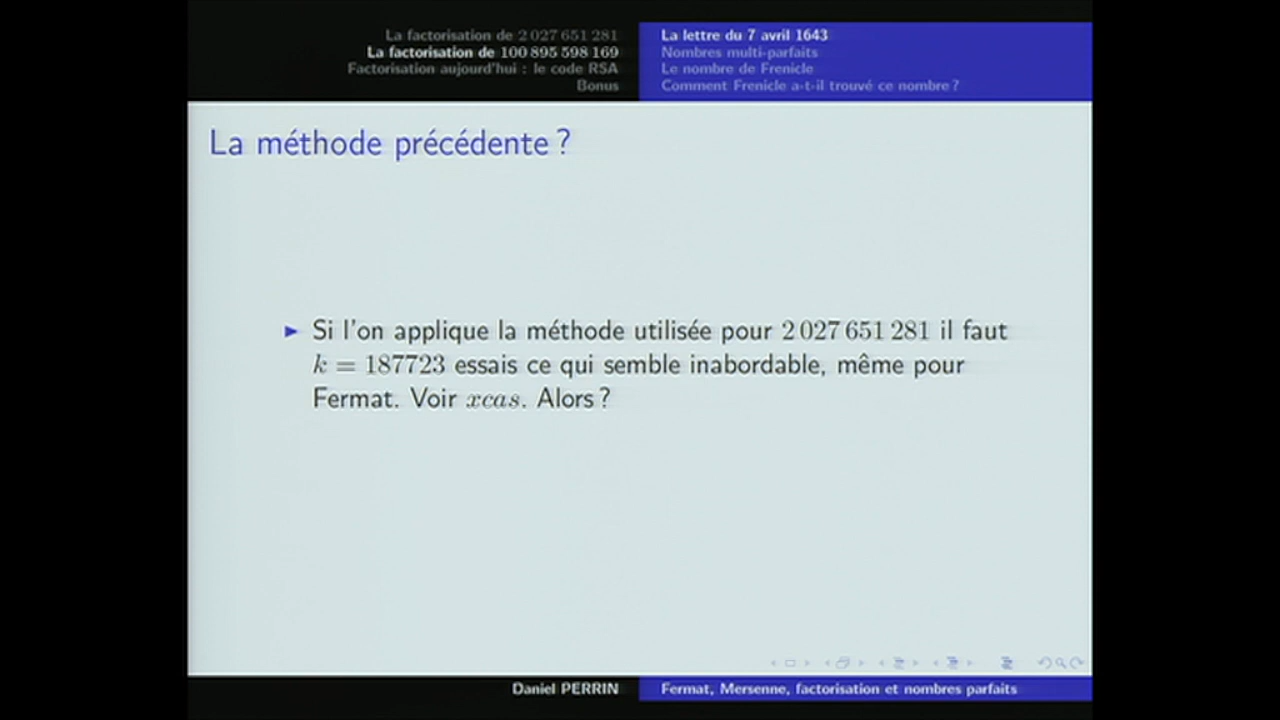 La factorisation de 2 027 651 281
La factorisation de 100 895 598 169
Factorisation aujourd'hui : le code RSA
Bonus
La lettre du 7 avril 1643
Nombres multi-parfaits
Le nombre de Frenicle
Comment Frenicle a-t-il trouvé ce nombre ?
La méthode précédente ?
Si l'on applique la méthode utilisée pour 2 027 651 281 il faut
k = 187723 essais ce qui semble inabordable, même pour
Fermat. Voir xcas. Alors ?
Daniel PERRIN
Fermat, Mersenne, factorisation et nombres parfaits